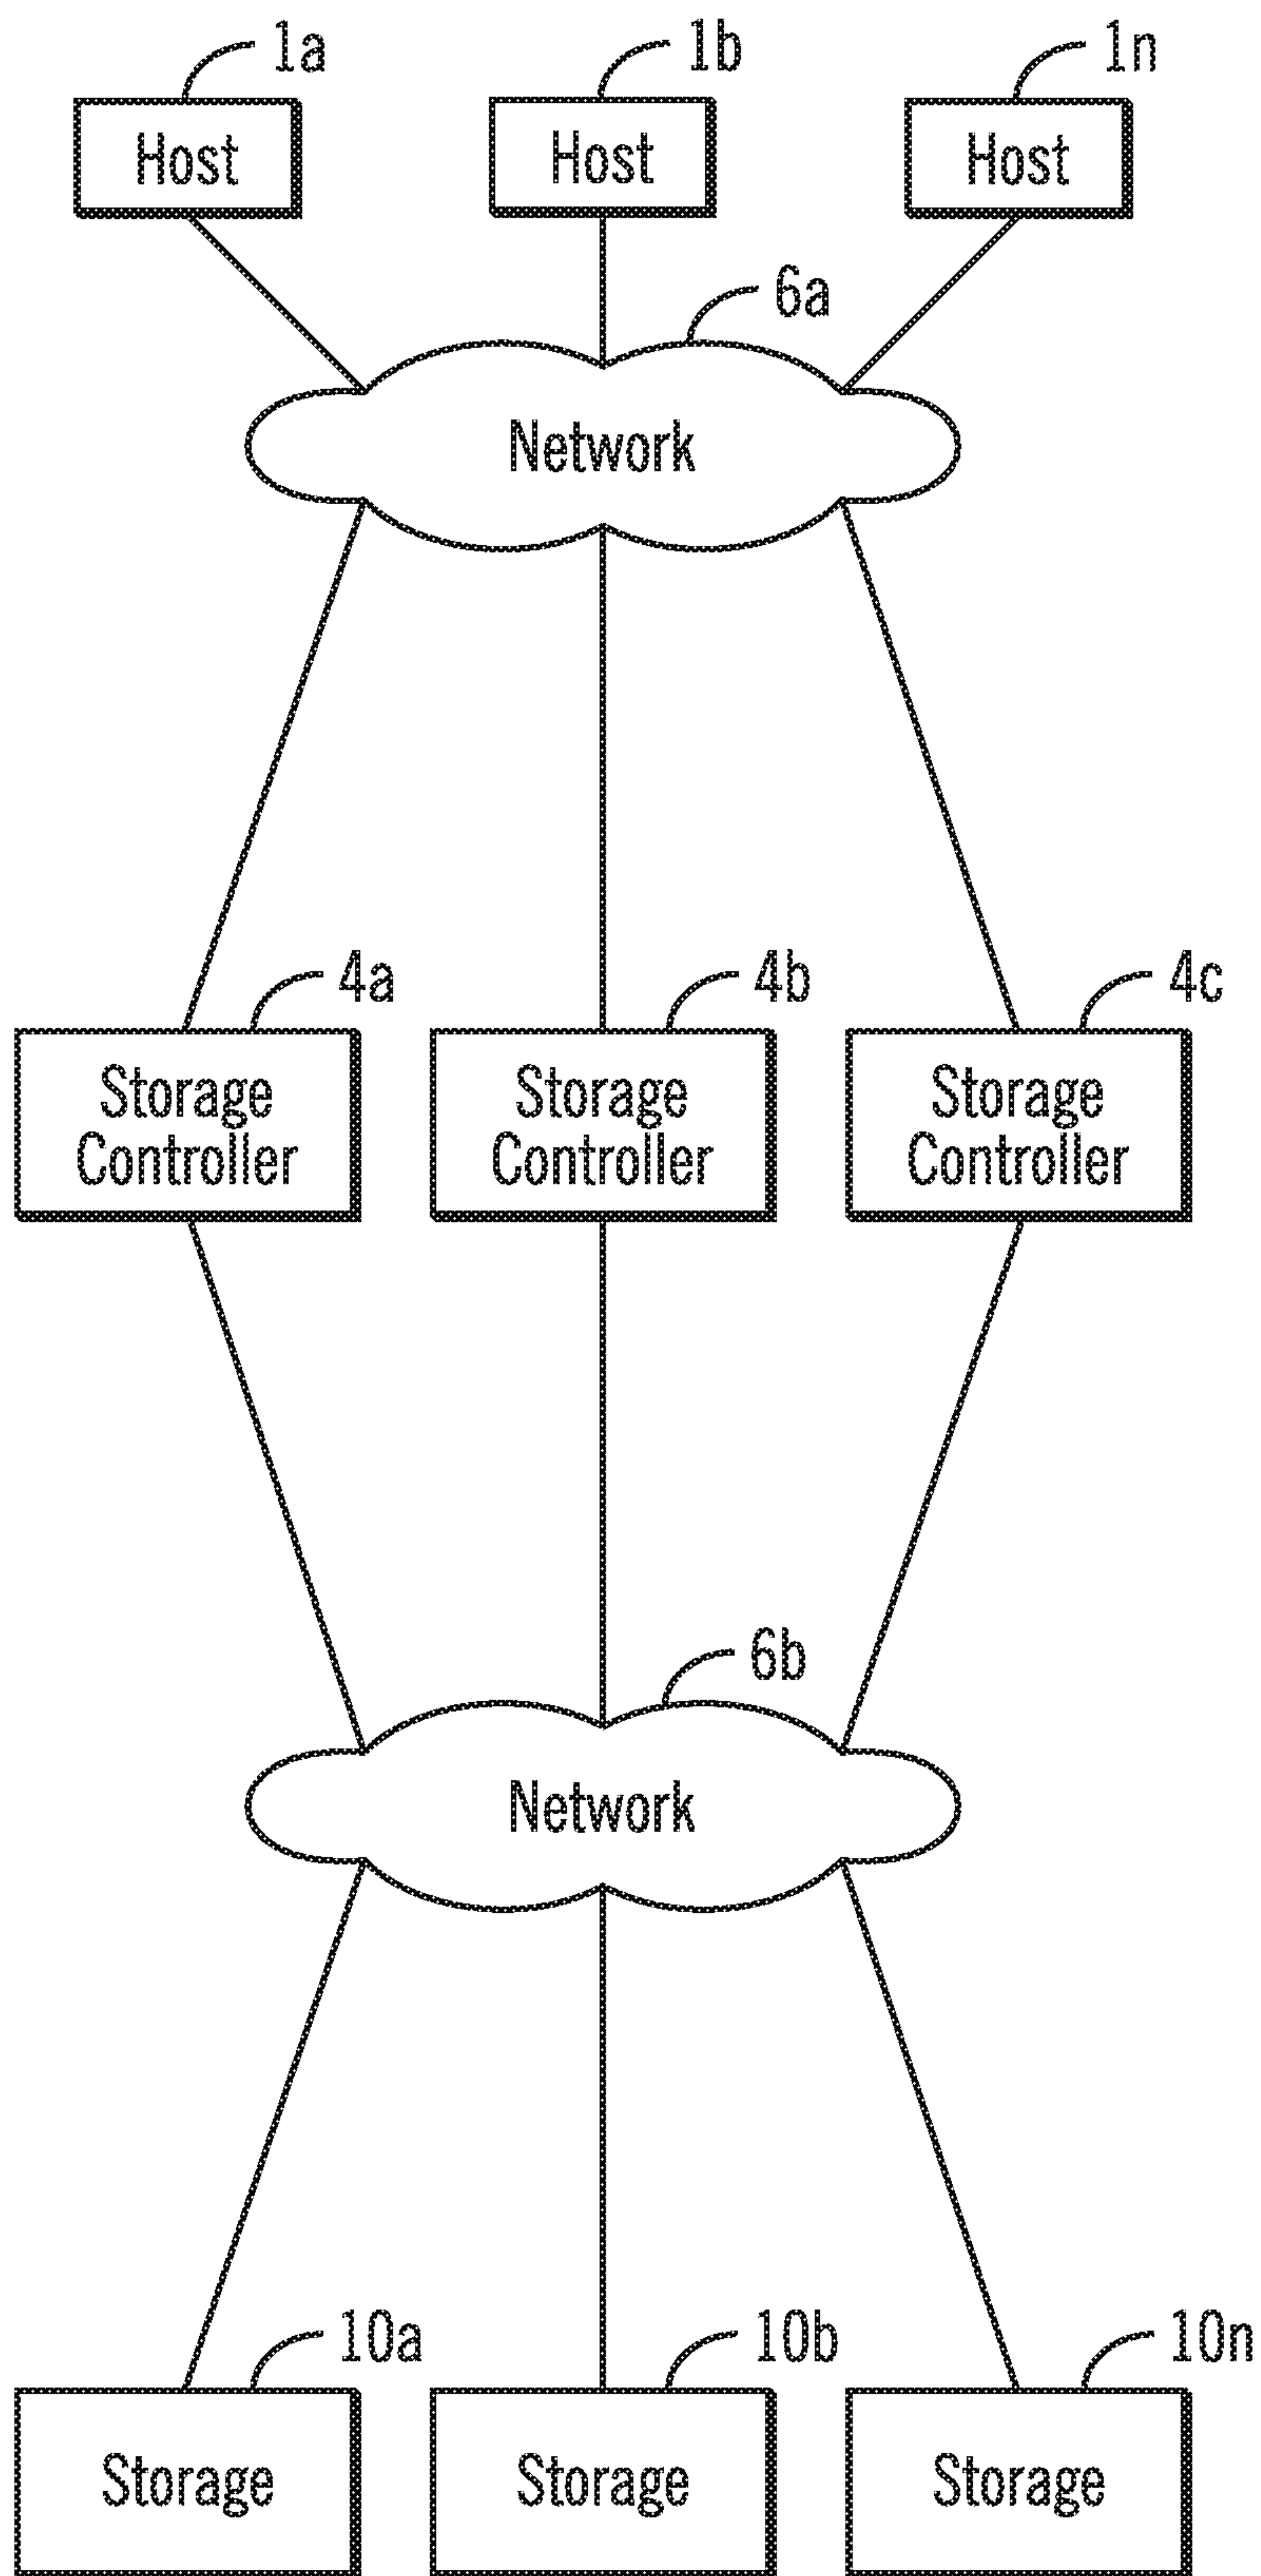 1a
1b
1n
Host
Host
Host
6a
Network
4a
4b
4c
Storage
Controller
Storage
Controller
Storage
Controller
6b
Network
10a
10b
10n
Storage
Storage
Storage